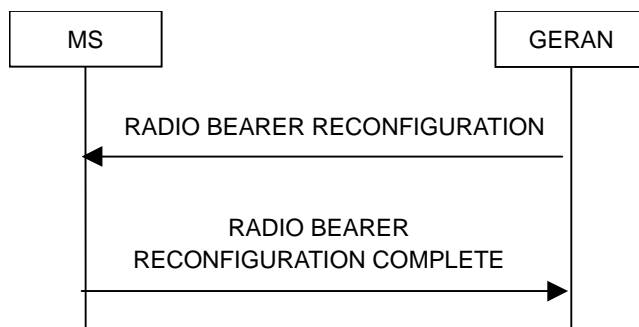 MS
GERAN
RADIO BEARER RECONFIGURATION
RADIO BEARER
RECONFIGURATION COMPLETE